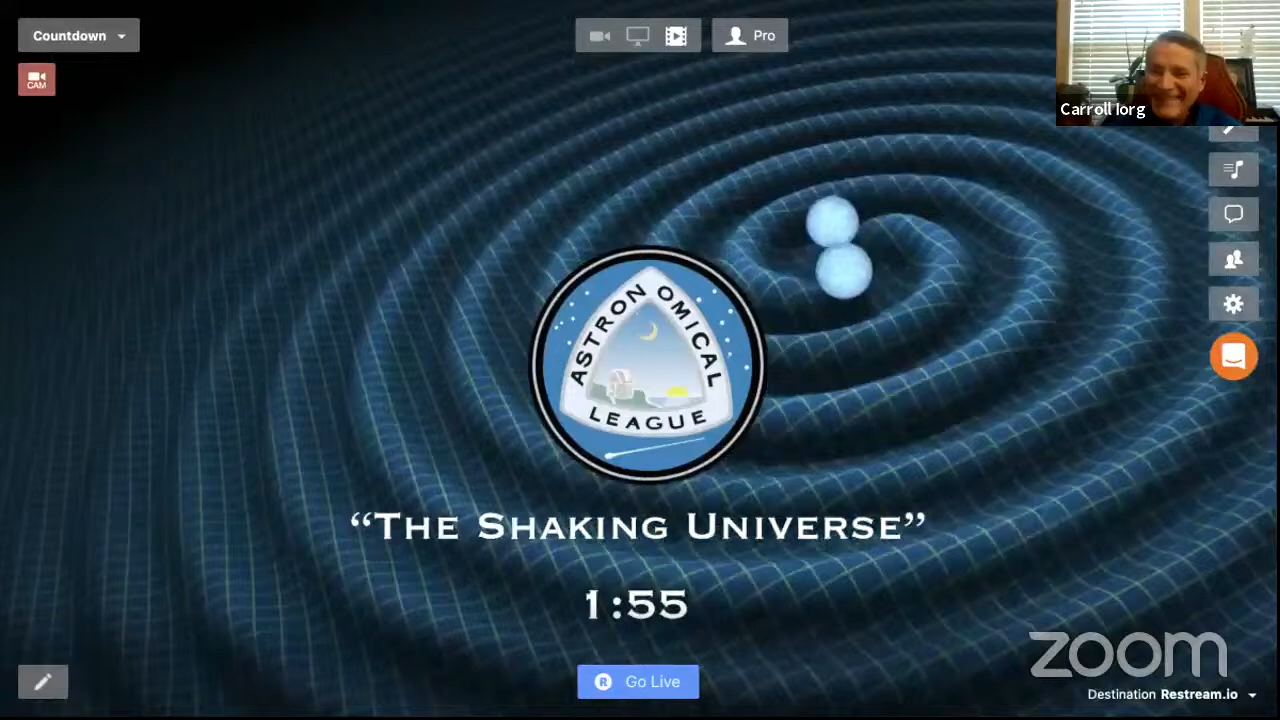 Countdown
Pro
CAM
Carroll Iorg
ASTRONOMICAL
LEAGUE
“THE SHAKING UNIVERSE”
1:55
zoom
R Go Live
Destination Restream.io